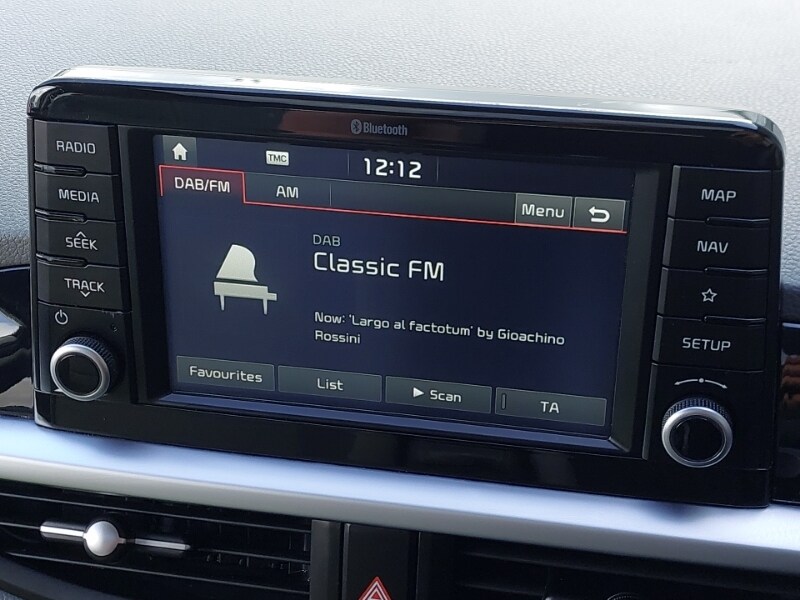 Bluetooth
RADIO
MEDIA
SEEK
TRACK
TMC
12:12
DAB/FM
AM
Menu
DAB
Classic FM
Now: 'Largo al factotum' by Gioachino
Rossini
Favourites
List
Scan
TA
MAP
NAV
SETUP